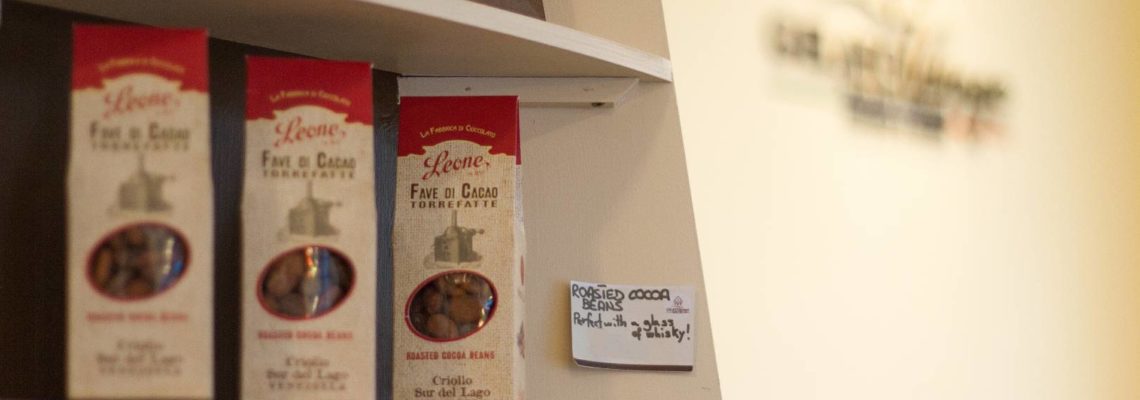 La Fabbrica di Cioccolato
Leone
Fave di Cacao
Torrefatte
Roasted Cocoa Beans
Criollo
Sur del Lago
Venezuela
La Fabbrica di Cioccolato
Leone
Fave di Cacao
Torrefatte
Roasted Cocoa Beans
Criollo
Sur del Lago
Venezuela
La Fabbrica di Cioccolato
Leone
Fave di Cacao
Torrefatte
Roasted Cocoa Beans
Criollo
Sur del Lago
ROASTED COCOA
BEANS
Perfect with a glass
of whisky!